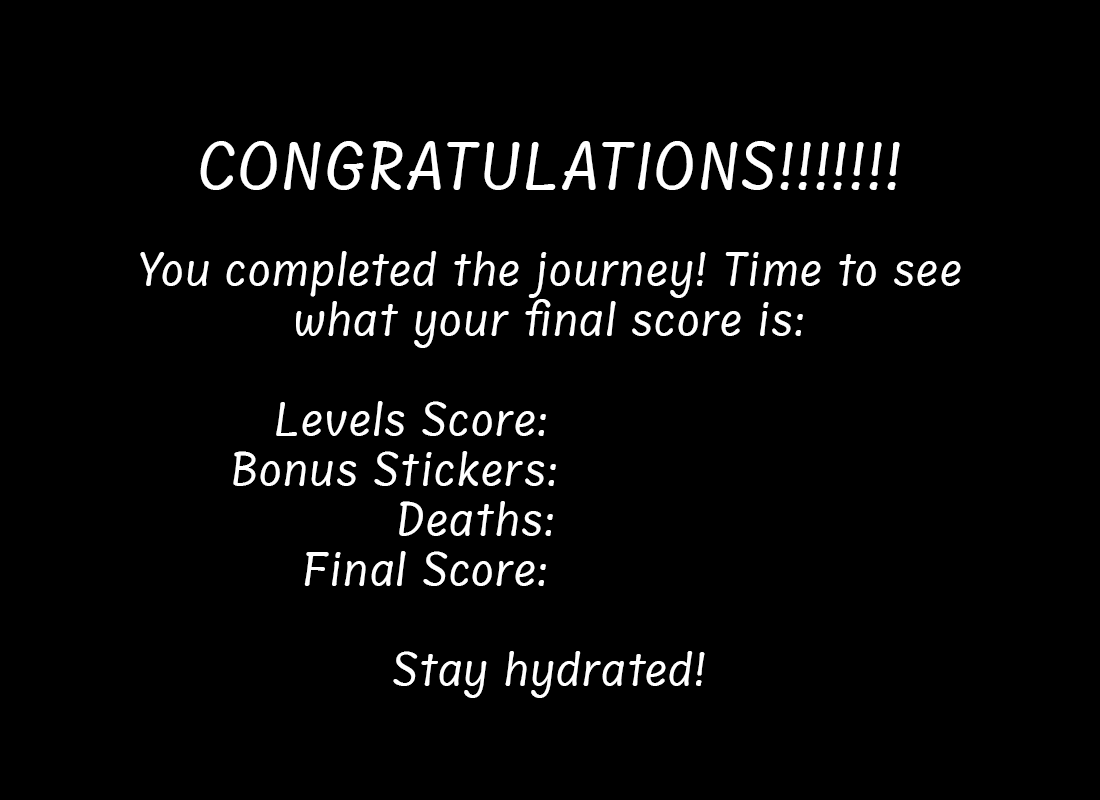 CONGRATULATIONS!!!!!!!
You completed the journey! Time to see
what your final score is:
Levels Score:
Bonus Stickers:
Deaths:
Final Score:
Stay hydrated!